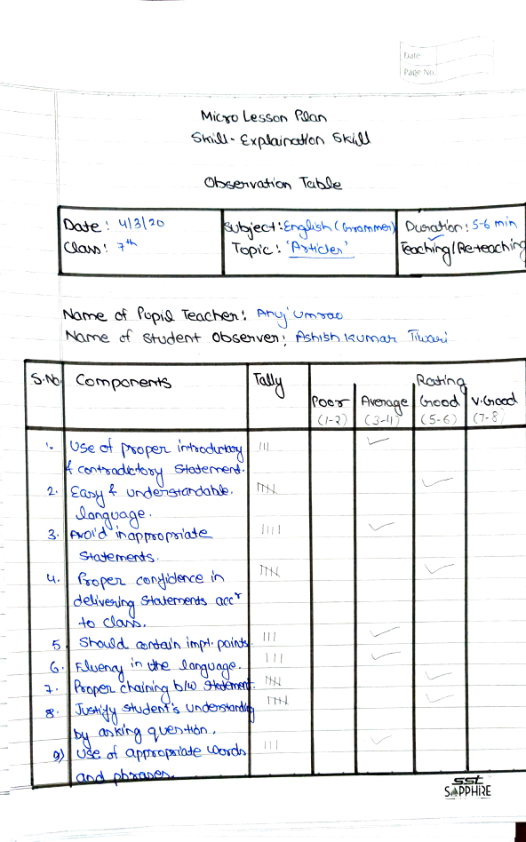 Date
Page No.
Micro Lesson Plan
Skill - Explaination Skill
Observation Table
Date : 4/3/20
Subject : English (Grammer)
Duration : 5-6 min
Class : 7th
Topic : 'Articles'
Teaching/Re-teaching
Name of Pupil Teacher : Anuj Umrao
Name of student Observer : Ashish Kumar Tiwari
S.No
Components
Tally
Rating
Poor
Average
Good
V.Good
(1-2)
(3-4)
(5-6)
(7-8)
1. Use of proper introductory
& contradictory Statement.
2. Easy & understandable.
language.
3. Avoid inappropriate
Statements.
4. Proper confidence in
delivering statements accr
to class.
5. Should contain impt. points.
6. Fluency in the language.
7. Proper chaining b/w Statement.
8. Justify student's understanding
by asking question.
9) Use of appropriate words
and phrases.
sst
SAPPHIRE